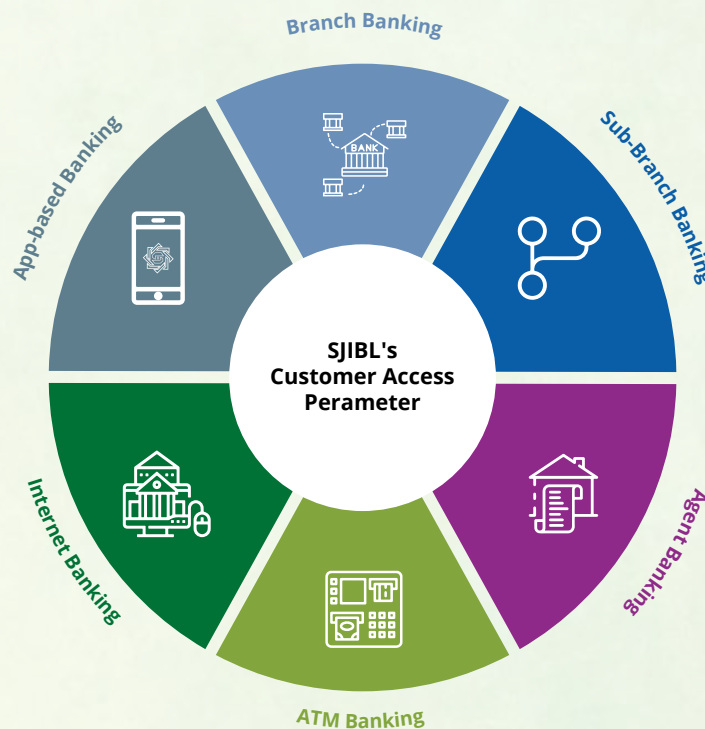 Branch Banking
Sub-Branch Banking
Agent Banking
ATM Banking
Internet Banking
App-based Banking
BANK
SJIBL's
Customer Access
Perameter